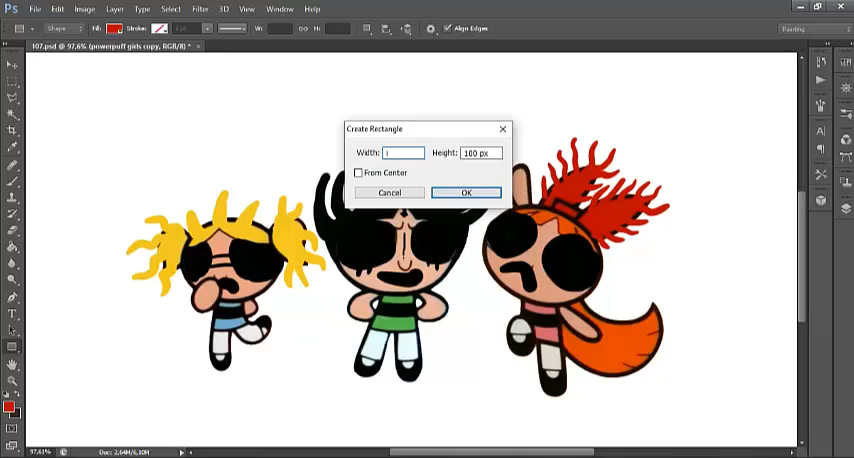 Ps File Edit Image Layer Type Select Filter 3D View Window Help
Shape Fill: Stroke: 1 pt W: H: Align Edges Painting
107.psd @ 97,6% (powerpuff girls copy, RGB/8) * ×
Create Rectangle
Width: Height: 100 px
From Center
Cancel OK
97,61% Doc: 2,64M/6,10M